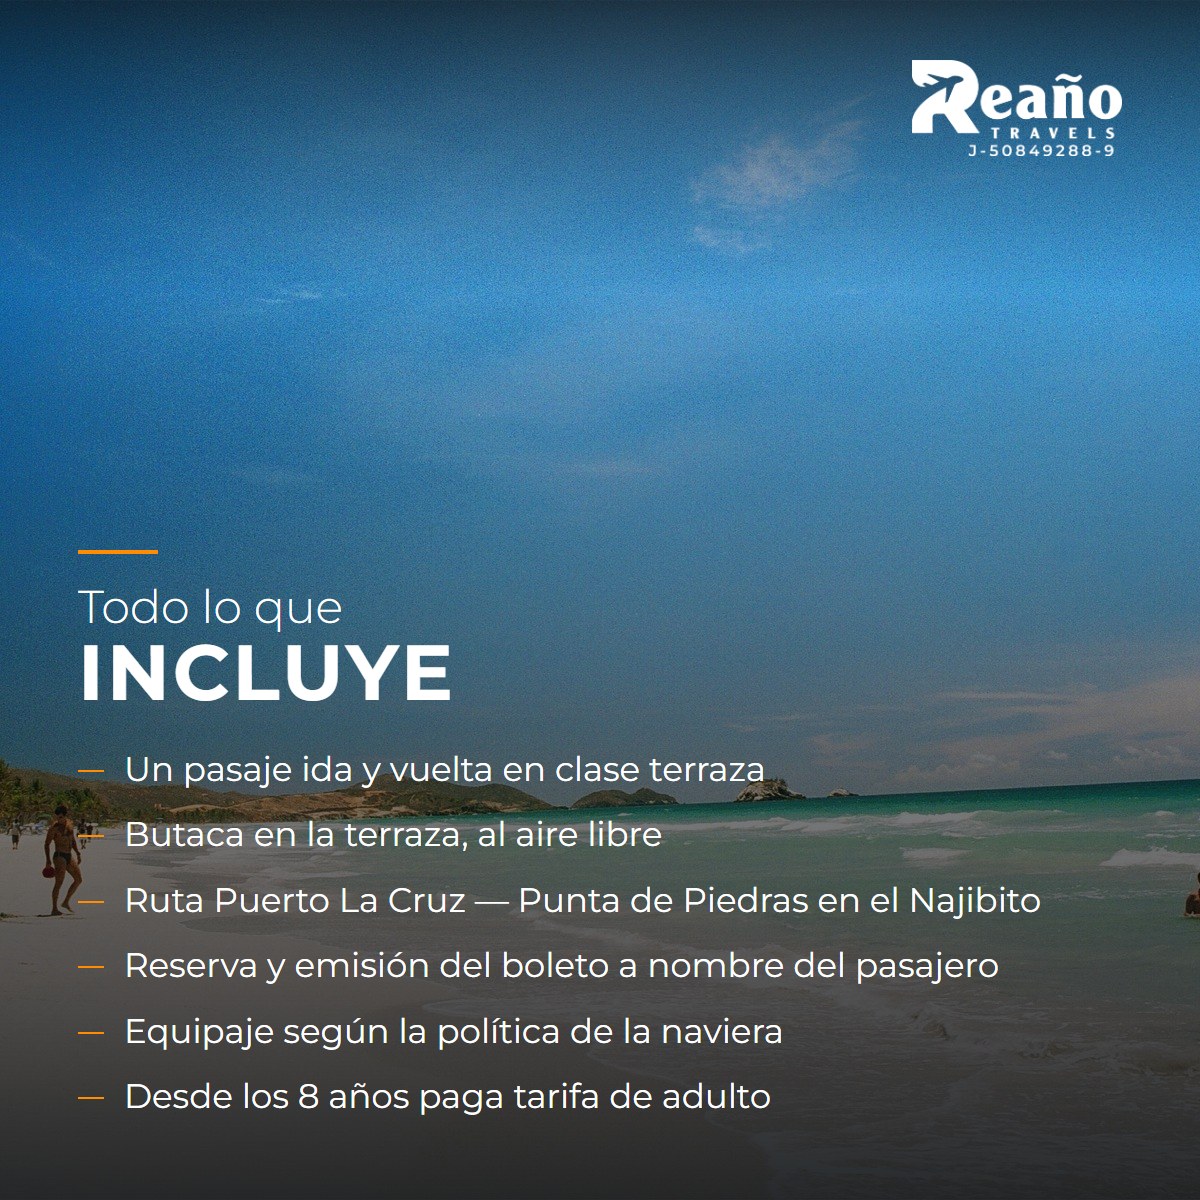 Reaño
TRAVELS
J-50849288-9
Todo lo que
INCLUYE
— Un pasaje ida y vuelta en clase terraza
— Butaca en la terraza, al aire libre
— Ruta Puerto La Cruz — Punta de Piedras en el Najibito
— Reserva y emisión del boleto a nombre del pasajero
— Equipaje según la política de la naviera
— Desde los 8 años paga tarifa de adulto